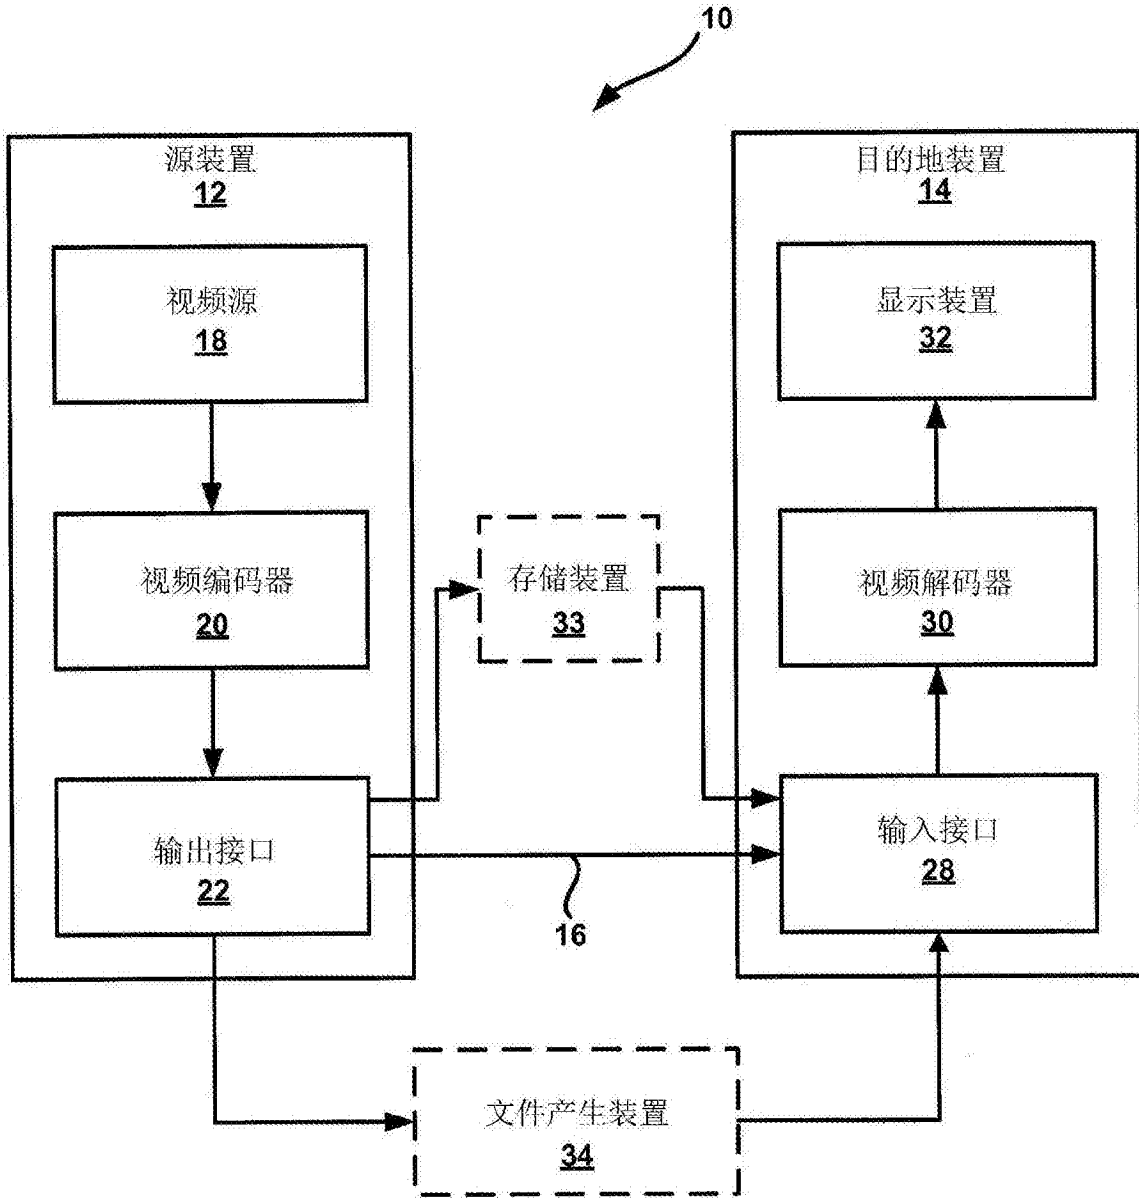 10
源装置
12
视频源
18
视频编码器
20
输出接口
22
存储装置
33
16
目的地装置
14
显示装置
32
视频解码器
30
输入接口
28
文件产生装置
34